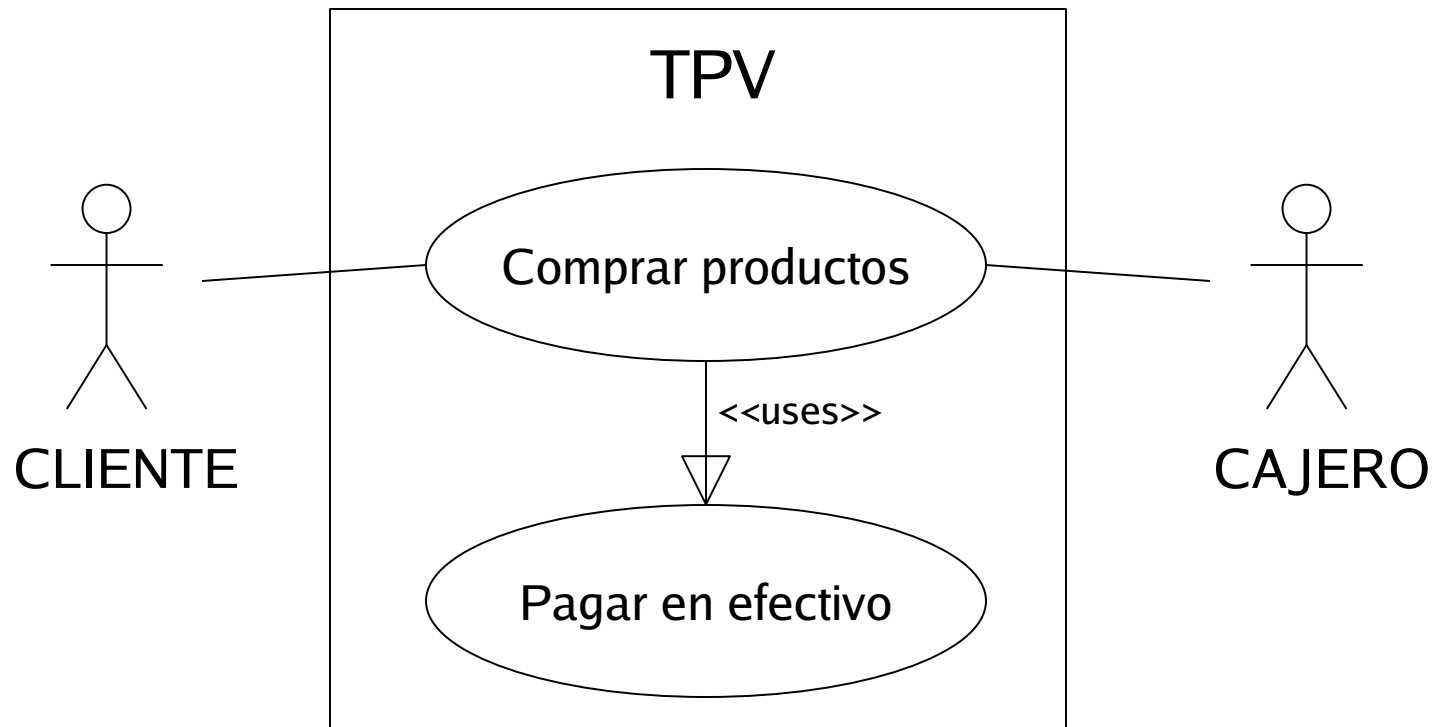 TPV
Comprar productos
<<uses>>
CLIENTE
CAJERO
Pagar en efectivo